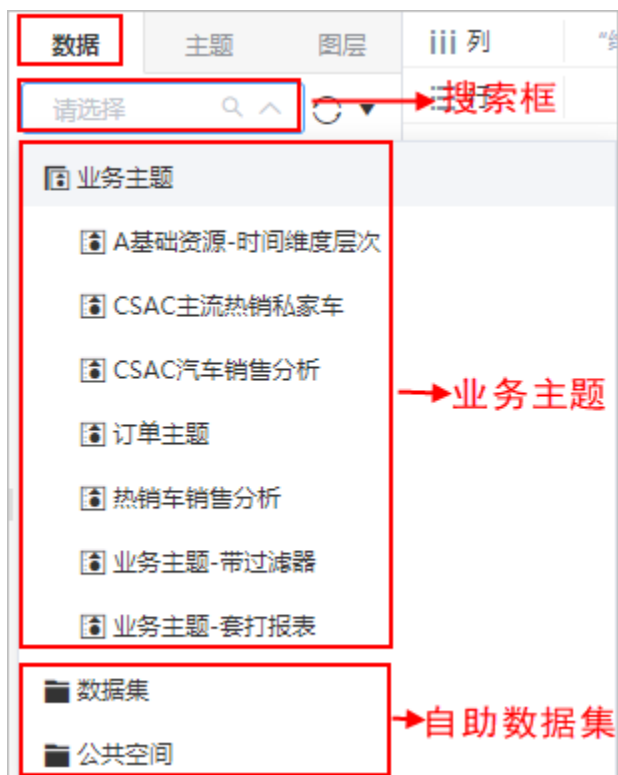 数据 主题 图层 列 "
请选择 搜索框
业务主题
A基础资源-时间维度层次
CSAC主流热销私家车
CSAC汽车销售分析
业务主题
订单主题
热销车销售分析
业务主题-带过滤器
业务主题-套打报表
数据集
自助数据集
公共空间